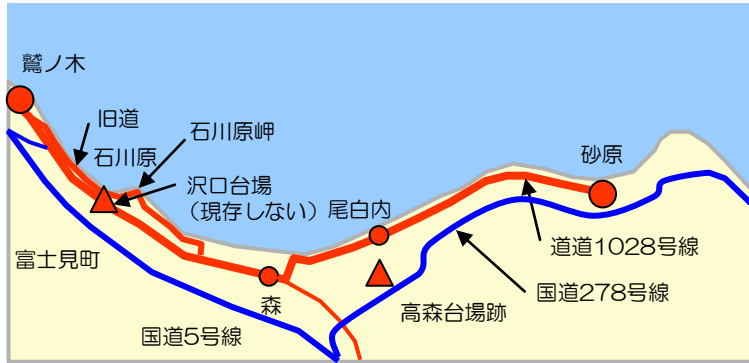 鷲ノ木
旧道
石川原岬
石川原
砂原
沢口台場
（現存しない）
尾白内
道道1028号線
富士見町
国道278号線
森
高森台場跡
国道5号線